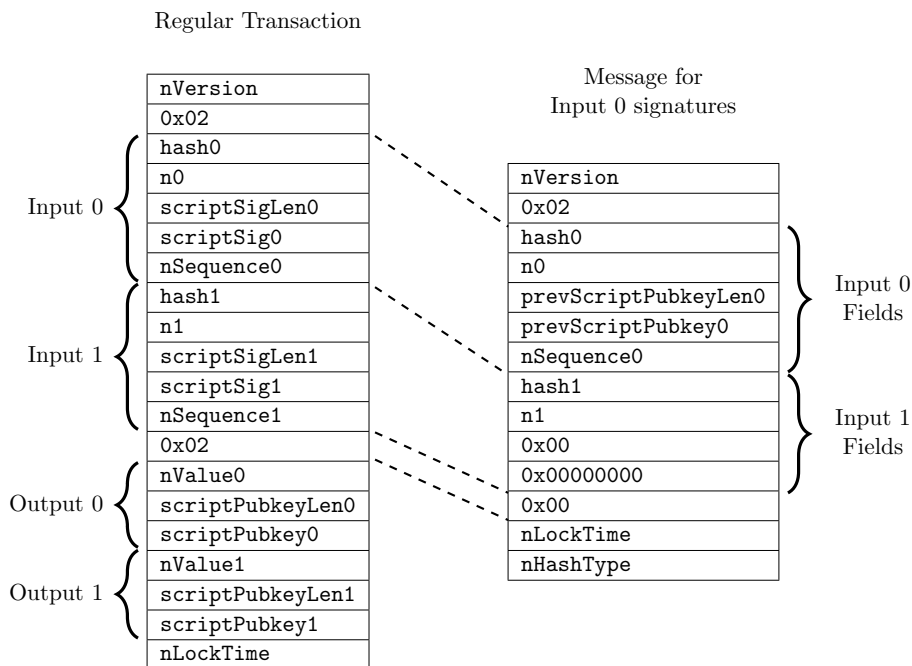 Regular Transaction
nVersion
0x02
hash0
n0
scriptSigLen0
scriptSig0
nSequence0
hash1
n1
scriptSigLen1
scriptSig1
nSequence1
0x02
nValue0
scriptPubkeyLen0
scriptPubkey0
nValue1
scriptPubkeyLen1
scriptPubkey1
nLockTime
Input 0
Input 1
Output 0
Output 1
Message for
Input 0 signatures
nVersion
0x02
hash0
n0
prevScriptPubkeyLen0
prevScriptPubkey0
nSequence0
hash1
n1
0x00
0x00000000
0x00
nLockTime
nHashType
Input 0
Fields
Input 1
Fields